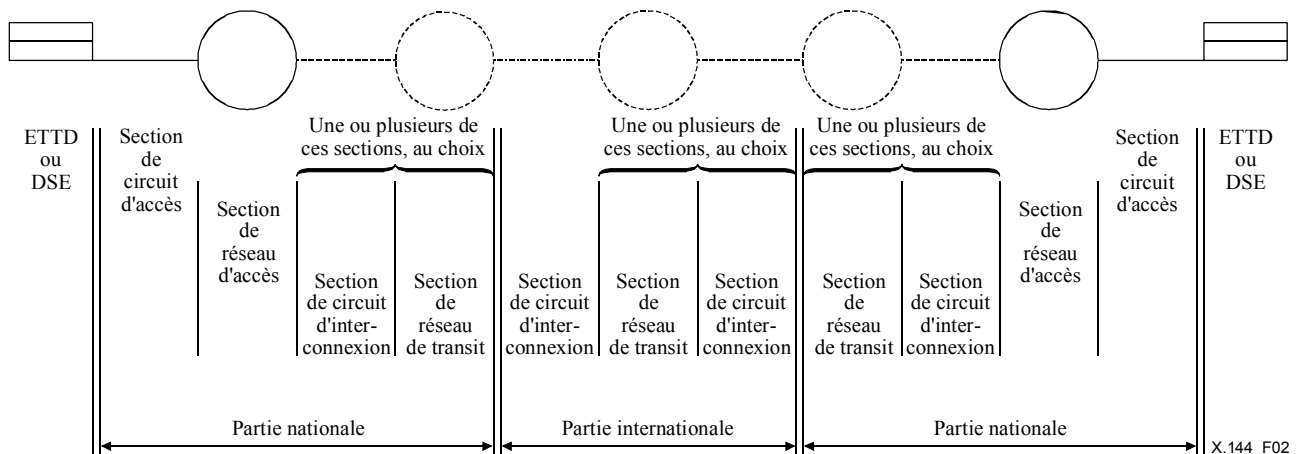 ETTD
ou
DSE
Section
de
circuit
d'accès
Section
de
réseau
d'accès
Une ou plusieurs de
ces sections, au choix
Section
de circuit
d'inter-
connexion
Section
de
réseau
de transit
Section
de circuit
d'inter-
connexion
Une ou plusieurs de
ces sections, au choix
Section
de
réseau
de transit
Section
de circuit
d'inter-
connexion
Une ou plusieurs de
ces sections, au choix
Section
de
réseau
de transit
Section
de circuit
d'inter-
connexion
Section
de
réseau
d'accès
Section
de
circuit
d'accès
ETTD
ou
DSE
Partie nationale
Partie internationale
Partie nationale
X.144_F02